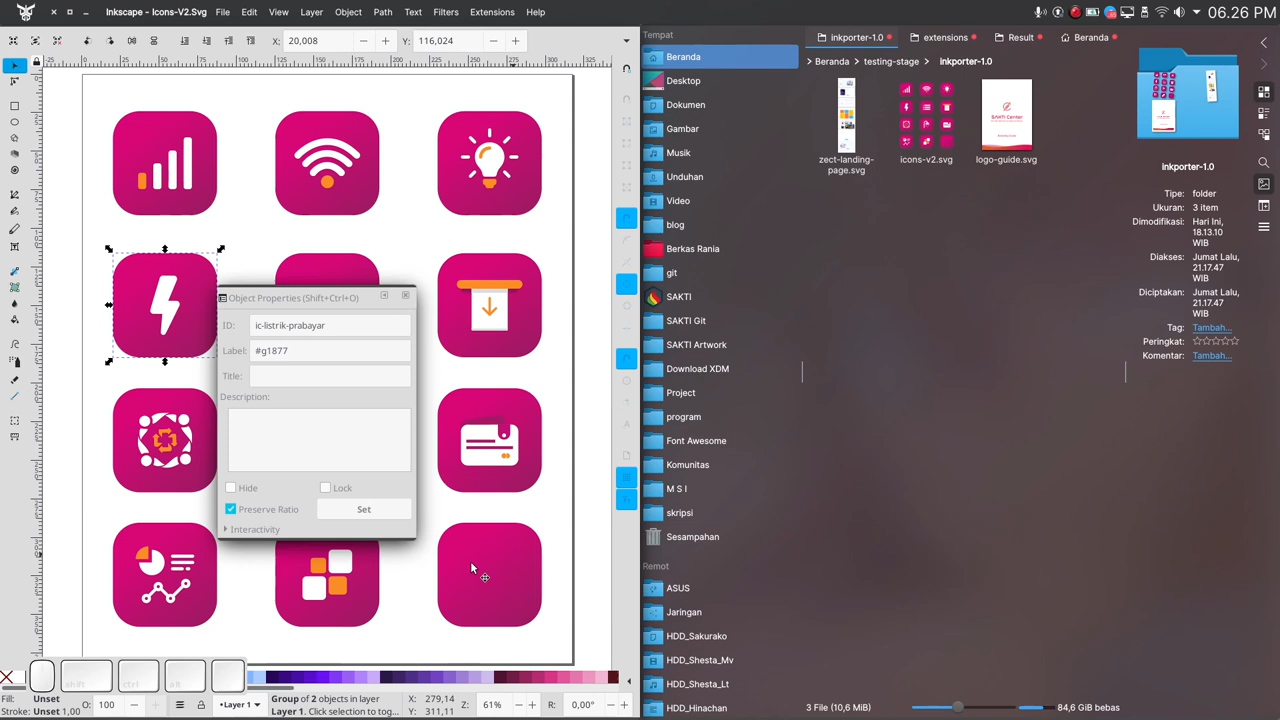 Inkscape - Icons-V2.Svg
File
Edit
View
Layer
Object
Path
Text
Filters
Extensions
Help
06.26 PM
X:
20,008
Y:
116,024
Object Properties (Shift+Ctrl+O)
ID:
ic-listrik-prabayar
Label:
#g1877
Title:
Description:
Hide
Lock
Preserve Ratio
Set
Interactivity
shift
ctrl
alt
Fill:
Unset
Stroke:
Unset 1,00
O:
100
Layer 1
Group of 2 objects in layer
Layer 1. Click selection to tog...
X:
279,14
Y:
311,11
Z:
61%
R:
0,00°
Tempat
Beranda
Desktop
Dokumen
Gambar
Musik
Unduhan
Video
blog
Berkas Rania
git
SAKTI
SAKTI Git
SAKTI Artwork
Download XDM
Project
program
Font Awesome
Komunitas
M S I
skripsi
Sesampahan
Remot
ASUS
Jaringan
HDD_Sakurako
HDD_Shesta_Mv
HDD_Shesta_Lt
HDD_Hinachan
inkporter-1.0
extensions
Result
Beranda
Beranda
testing-stage
inkporter-1.0
zect-landing-
page.svg
icons-v2.svg
SAKTI Center
logo-guide.svg
inkporter-1.0
Tipe:
folder
Ukuran:
3 item
Dimodifikasi:
Hari Ini,
18.13.10
WIB
Diakses:
Jumat Lalu,
21.17.47
WIB
Diciptakan:
Jumat Lalu,
21.17.47
WIB
Tag:
Tambah...
Peringkat:
Komentar:
Tambah...
3 File (10,6 MiB)
84,6 GiB bebas